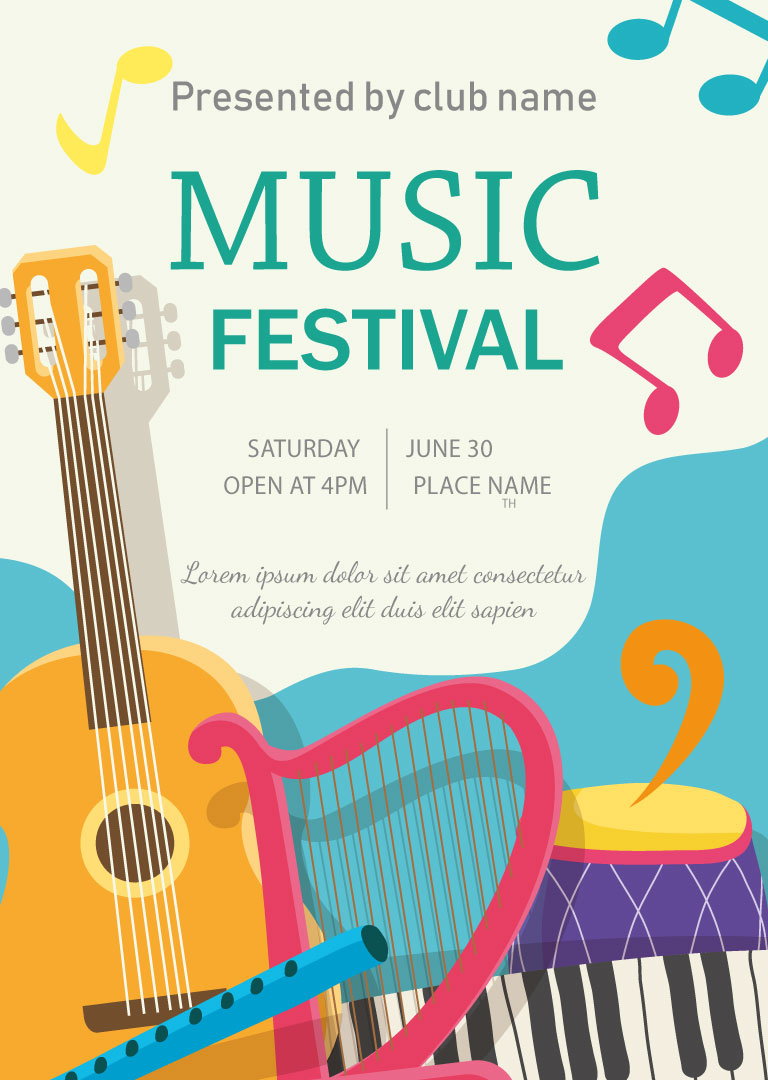 Presented by club name
MUSIC
FESTIVAL
SATURDAY JUNE 30
OPEN AT 4PM PLACE NAME
TH
Lorem ipsum dolor sit amet consectetur
adipiscing elit duis elit sapien